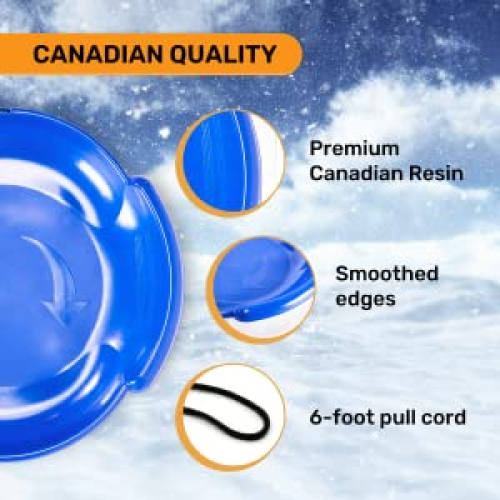 CANADIAN QUALITY
Premium
Canadian Resin
Smoothed
edges
6-foot pull cord